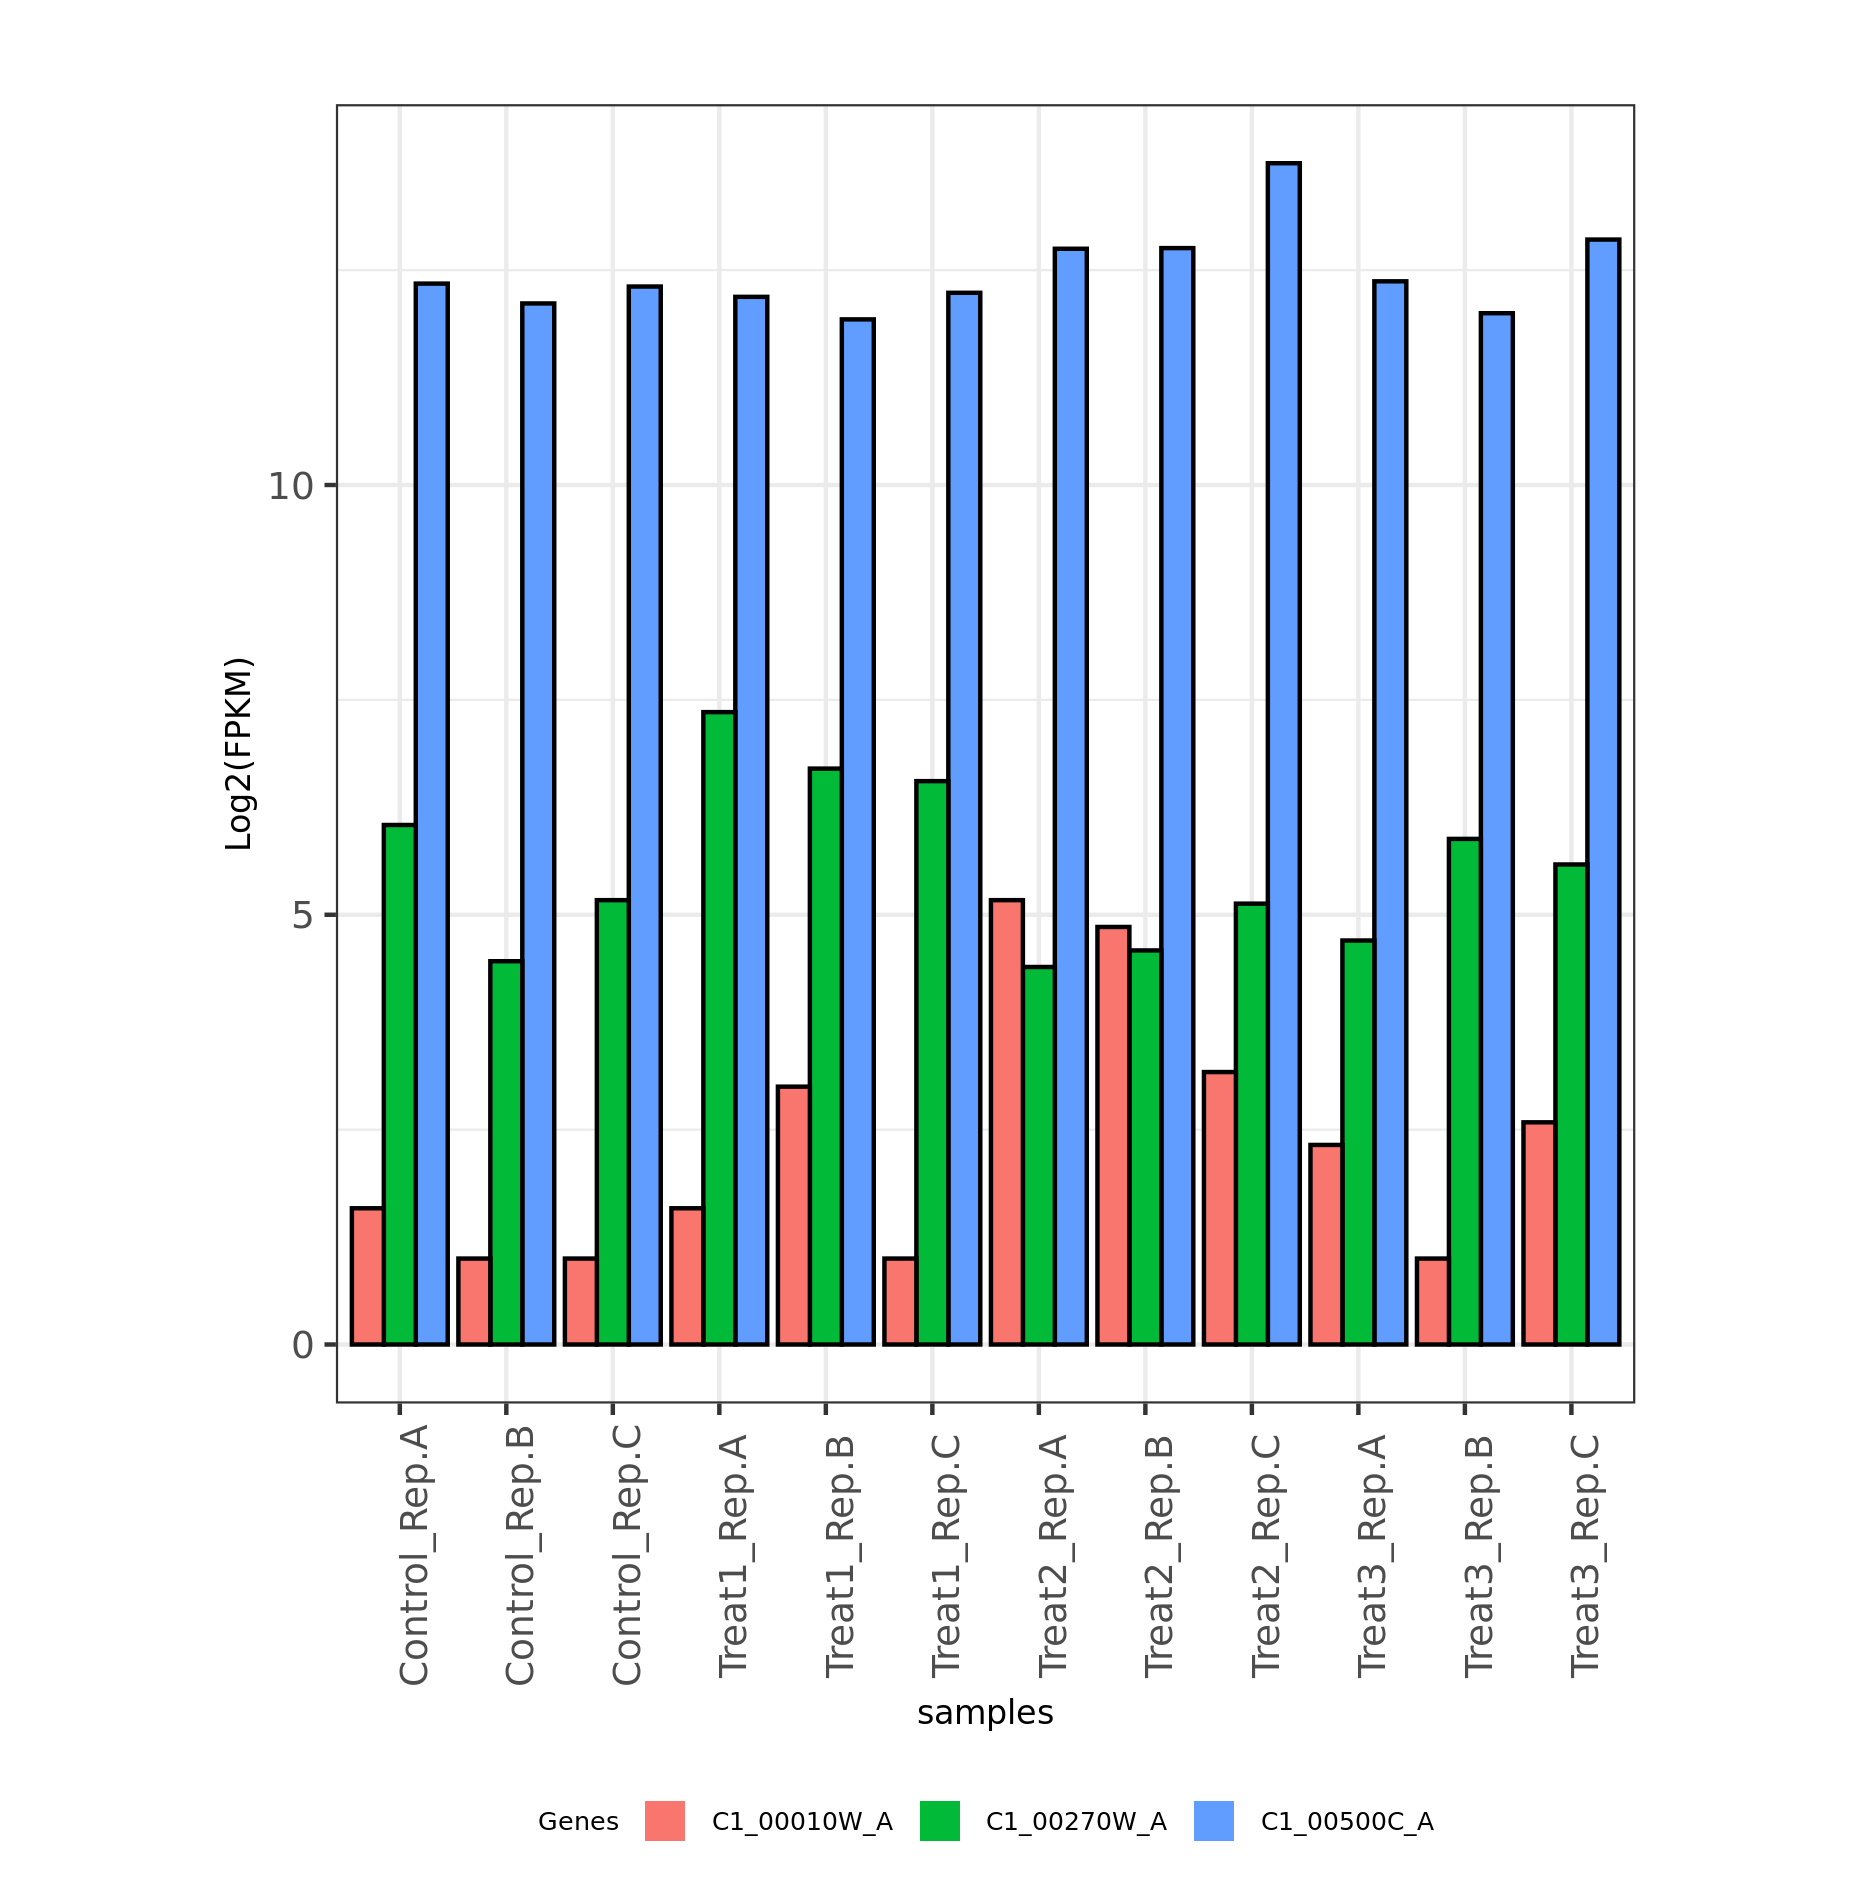 Log2(FPKM)
10
5
0
Control_Rep.A
Control_Rep.B
Control_Rep.C
Treat1_Rep.A
Treat1_Rep.B
Treat1_Rep.C
Treat2_Rep.A
Treat2_Rep.B
Treat2_Rep.C
Treat3_Rep.A
Treat3_Rep.B
Treat3_Rep.C
samples
Genes C1_00010W_A C1_00270W_A C1_00500C_A